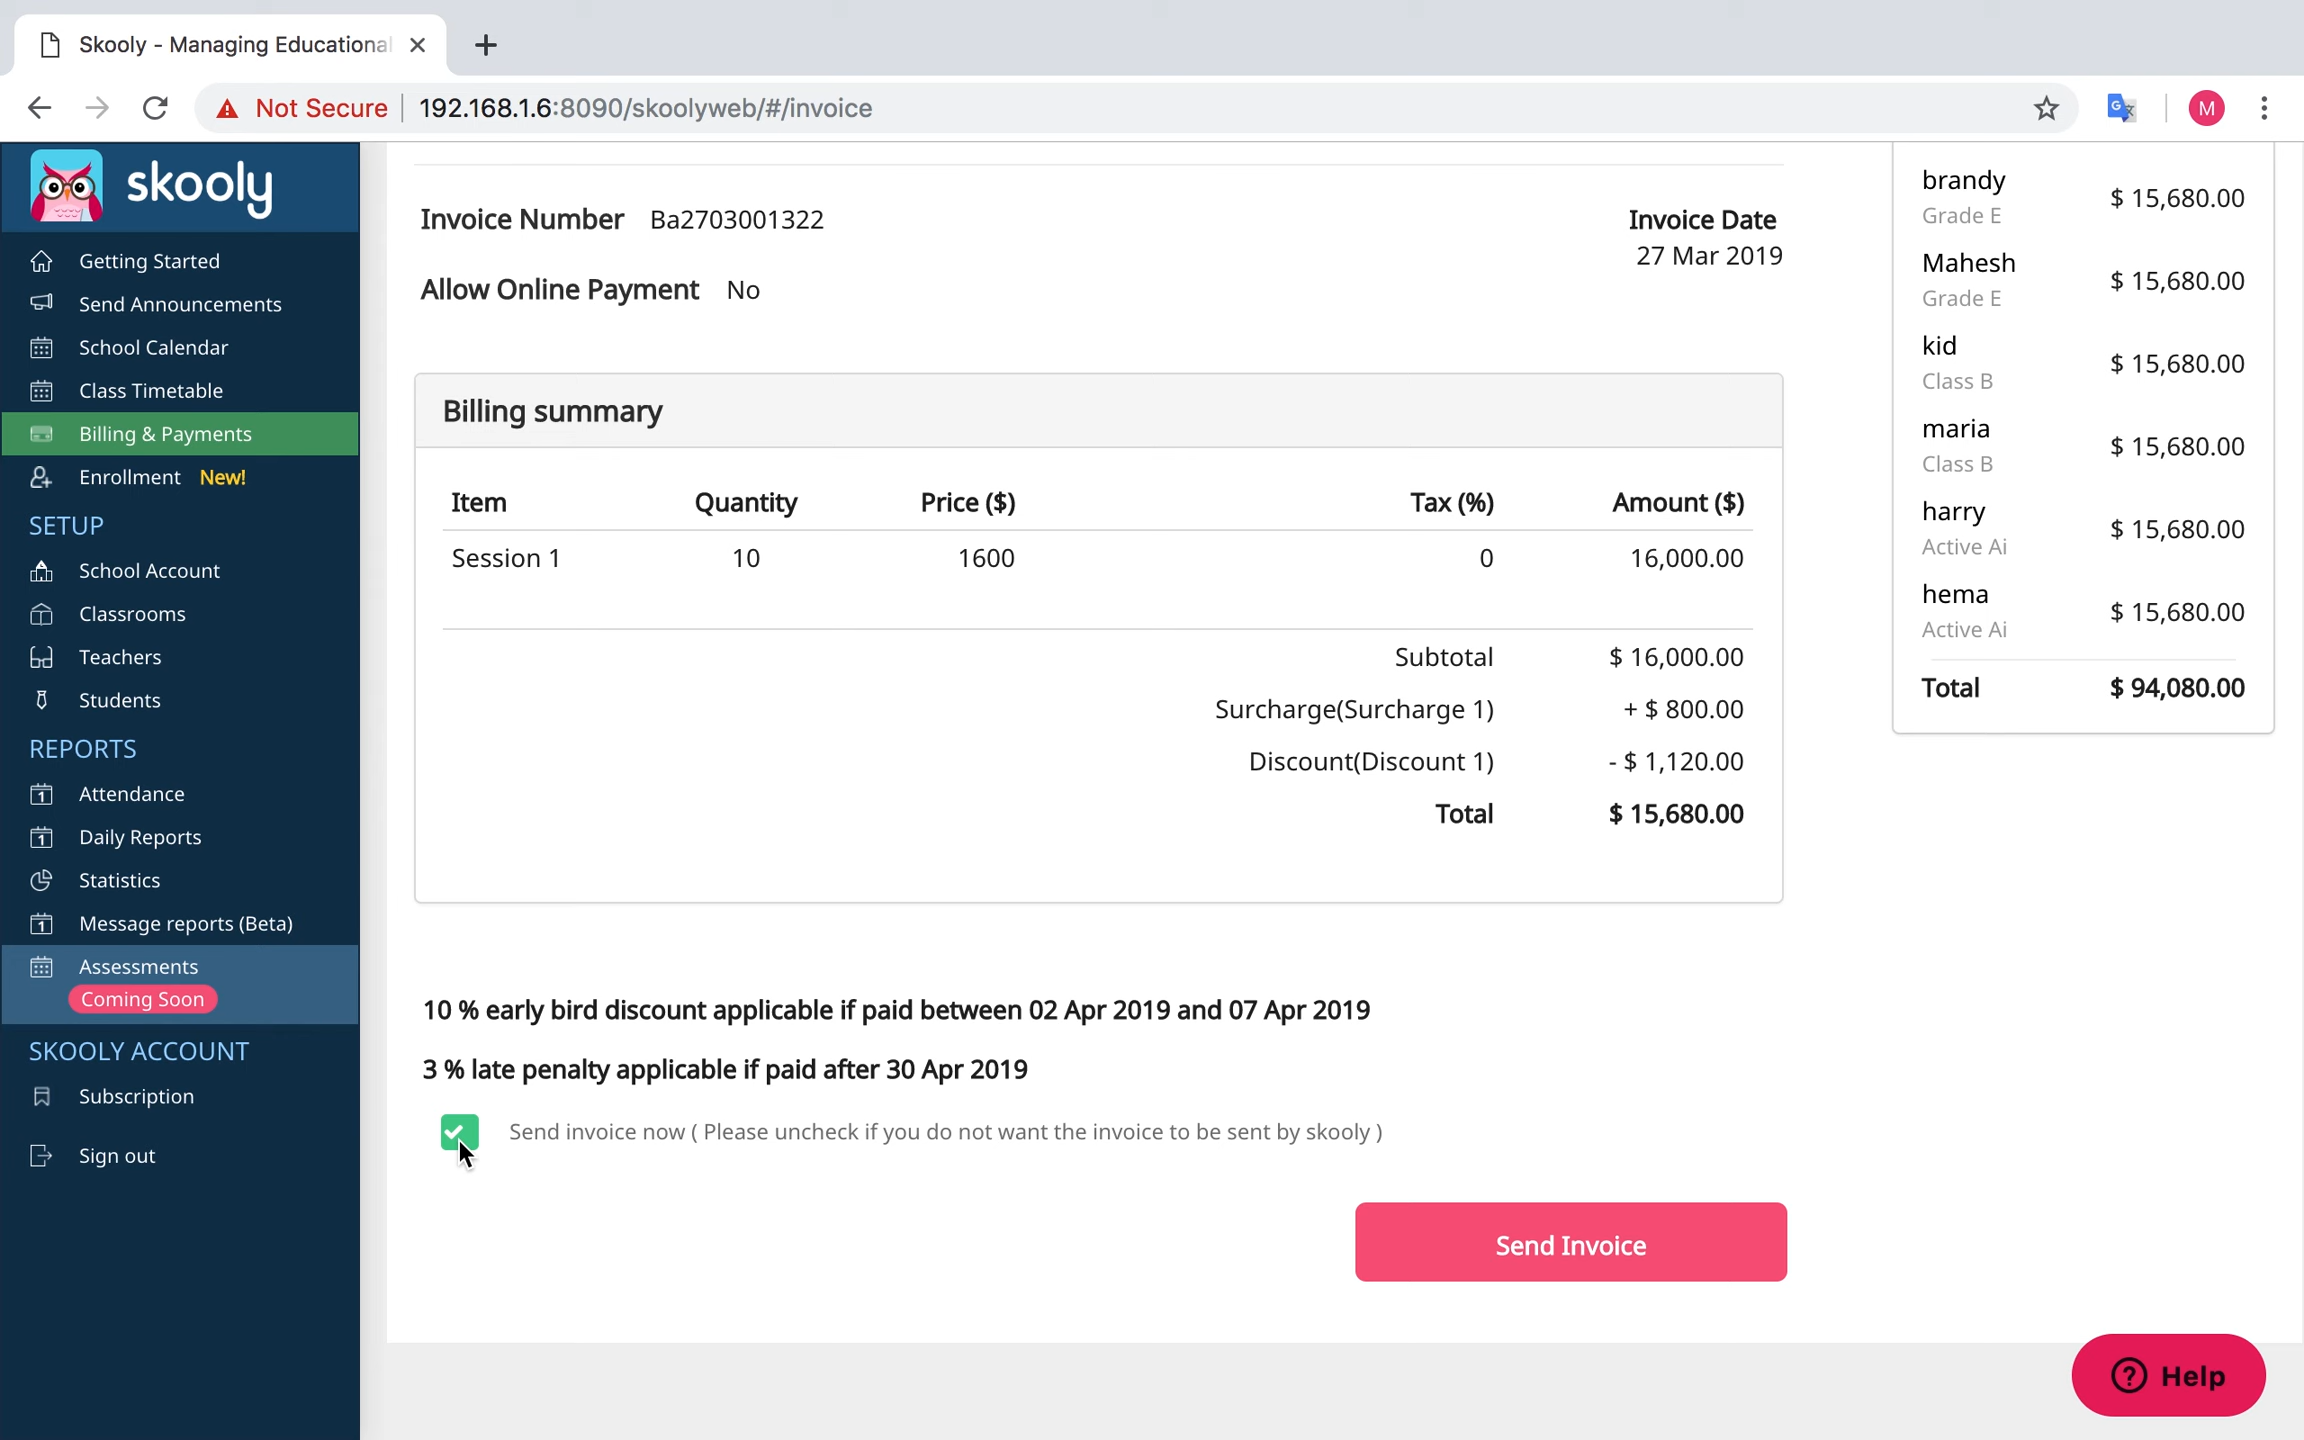 Skooly - Managing Educational
Not Secure 192.168.1.6:8090/skoolyweb/#/invoice
M
skooly
Getting Started
Send Announcements
School Calendar
Class Timetable
Billing & Payments
Enrollment New!
SETUP
School Account
Classrooms
Teachers
Students
REPORTS
Attendance
Daily Reports
Statistics
Message reports (Beta)
Assessments
Coming Soon
SKOOLY ACCOUNT
Subscription
Sign out
Invoice Number Ba2703001322
Invoice Date
27 Mar 2019
Allow Online Payment No
Billing summary
Item Quantity Price ($) Tax (%) Amount ($)
Session 1 10 1600 0 16,000.00
Subtotal $ 16,000.00
Surcharge(Surcharge 1) + $ 800.00
Discount(Discount 1) - $ 1,120.00
Total $ 15,680.00
10 % early bird discount applicable if paid between 02 Apr 2019 and 07 Apr 2019
3 % late penalty applicable if paid after 30 Apr 2019
Send invoice now ( Please uncheck if you do not want the invoice to be sent by skooly )
Send Invoice
brandy $ 15,680.00
Grade E
Mahesh $ 15,680.00
Grade E
kid $ 15,680.00
Class B
maria $ 15,680.00
Class B
harry $ 15,680.00
Active Ai
hema $ 15,680.00
Active Ai
Total $ 94,080.00
Help